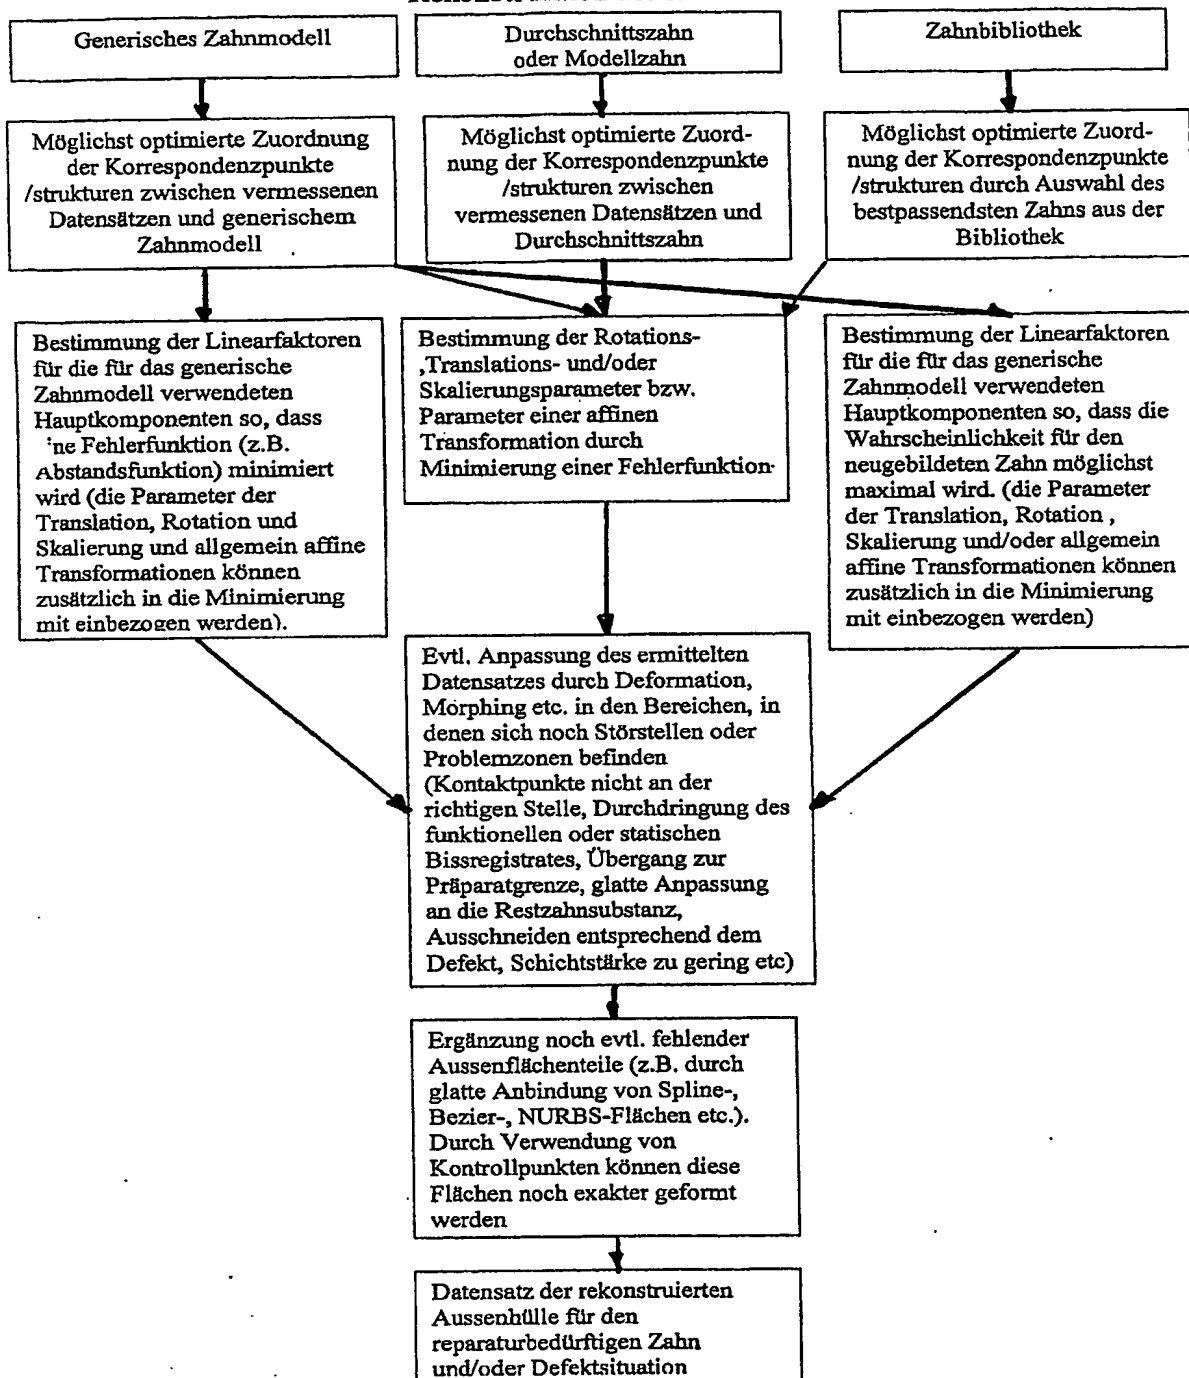 Generisches Zahnmodell
Durchschnittszahn
oder Modellzahn
Zahnbibliothek
Möglichst optimierte Zuordnung
der Korrespondenzpunkte
/strukturen zwischen vermessenen
Datensätzen und generischem
Zahnmodell
Möglichst optimierte Zuord-
nung der Korrespondenzpunkte
/strukturen zwischen
vermessenen Datensätzen und
Durchschnittszahn
Möglichst optimierte Zuord-
nung der Korrespondenzpunkte
/strukturen durch Auswahl des
bestpassendsten Zahns aus der
Bibliothek
Bestimmung der Linearfaktoren
für die für das generische
Zahnmodell verwendeten
Hauptkomponenten so, dass
ne Fehlerfunktion (z.B.
Abstandsfunktion) minimiert
wird (die Parameter der
Translation, Rotation und
Skalierung und allgemein affine
Transformationen können
zusätzlich in die Minimierung
mit einbezogen werden).
Bestimmung der Rotations-
,Translations- und/oder
Skalierungsparameter bzw.
Parameter einer affinen
Transformation durch
Minimierung einer Fehlerfunktion
Bestimmung der Linearfaktoren
für die für das generische
Zahnmodell verwendeten
Hauptkomponenten so, dass die
Wahrscheinlichkeit für den
neugebildeten Zahn möglichst
maximal wird. (die Parameter
der Translation, Rotation ,
Skalierung und/oder allgemein
affine Transformationen können
zusätzlich in die Minimierung
mit einbezogen werden)
Evtl. Anpassung des ermittelten
Datensatzes durch Deformation,
Morphing etc. in den Bereichen, in
denen sich noch Störstellen oder
Problemzonen befinden
(Kontaktpunkte nicht an der
richtigen Stelle, Durchdringung des
funktionellen oder statischen
Bissregistrates, Übergang zur
Präparatgrenze, glatte Anpassung
an die Restzahnsubstanz,
Ausschneiden entsprechend dem
Defekt, Schichtstärke zu gering etc)
Ergänzung noch evtl. fehlender
Aussenflächenteile (z.B. durch
glatte Anbindung von Spline-,
Bezier-, NURBS-Flächen etc.).
Durch Verwendung von
Kontrollpunkten können diese
Flächen noch exakter geformt
werden
Datensatz der rekonstruierten
Aussenhülle für den
reparaturbedürftigen Zahn
und/oder Defektsituation